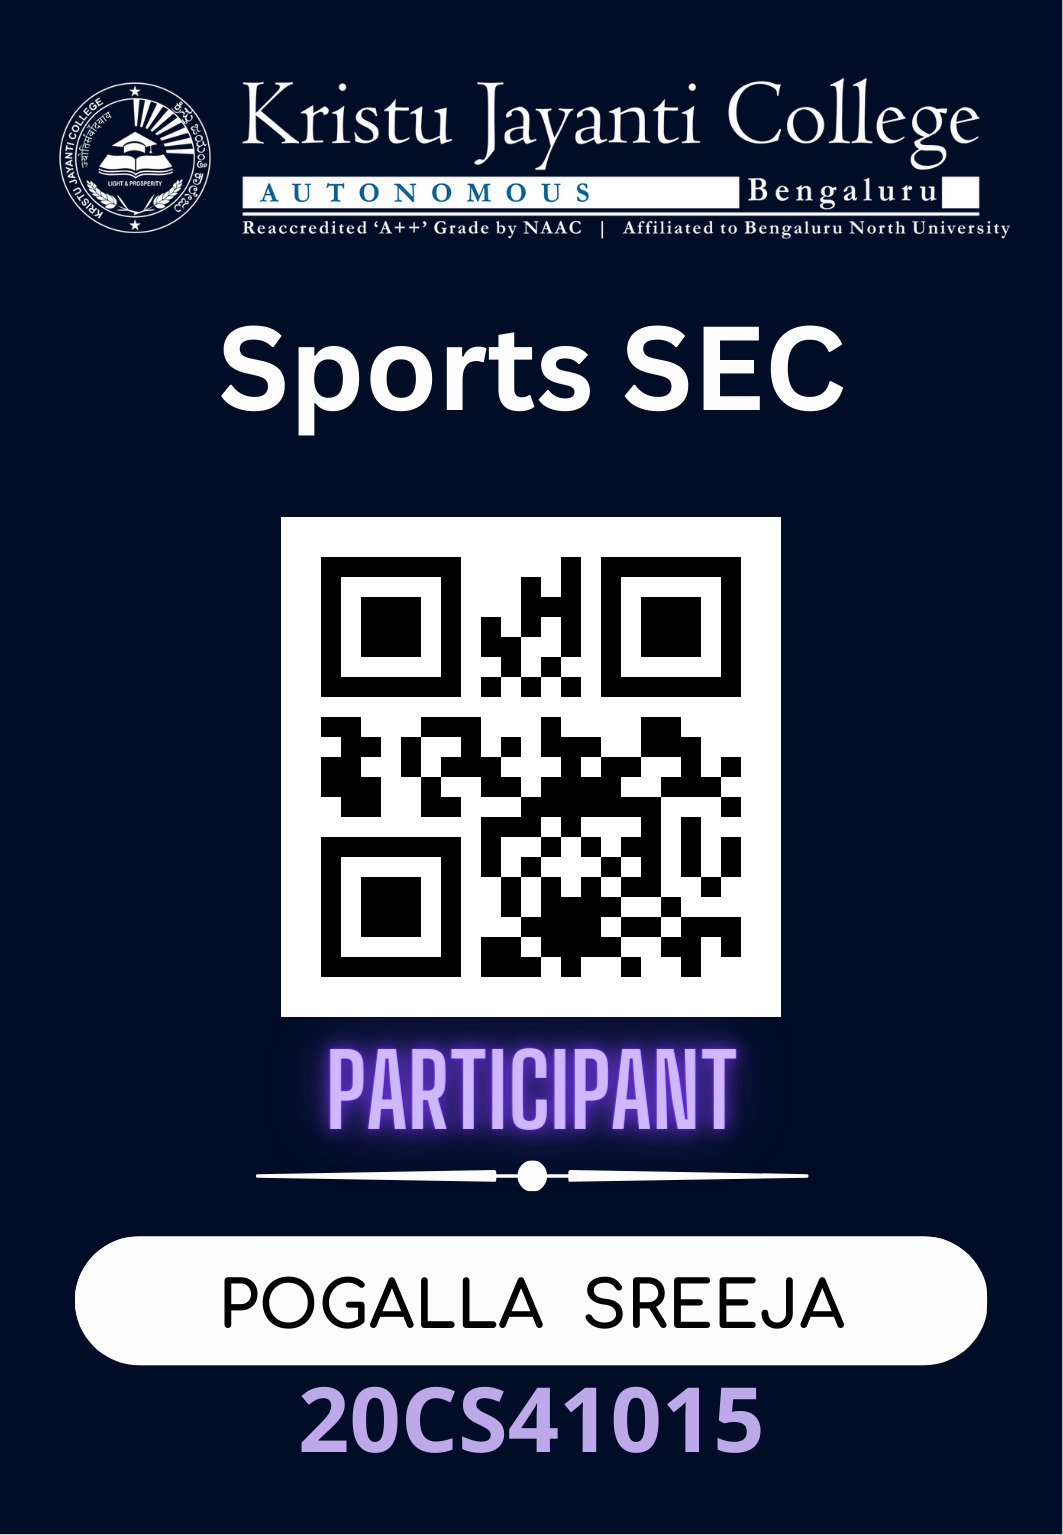 KRISTU JAYANTI COLLEGE
LIGHT & PROSPERITY
Kristu Jayanti College
AUTONOMOUS Bengaluru
Reaccredited ‘A++’ Grade by NAAC | Affiliated to Bengaluru North University
Sports SEC
PARTICIPANT
POGALLA SREEJA
20CS41015